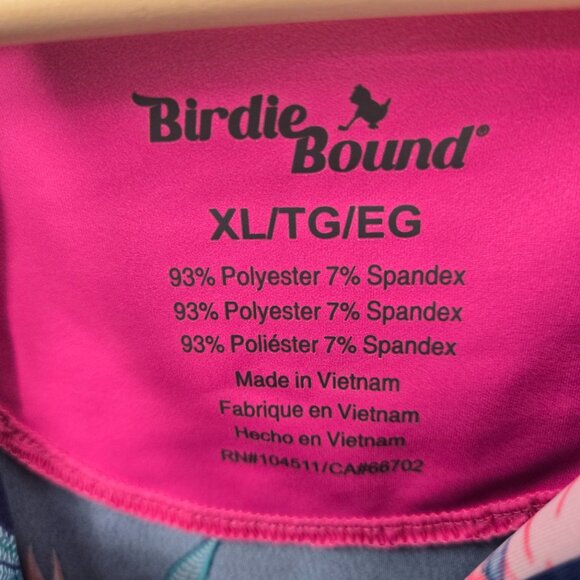 Birdie
Bound®
XL/TG/EG
93% Polyester 7% Spandex
93% Polyester 7% Spandex
93% Poliéster 7% Spandex
Made in Vietnam
Fabrique en Vietnam
Hecho en Vietnam
RN#104511/CA#66702